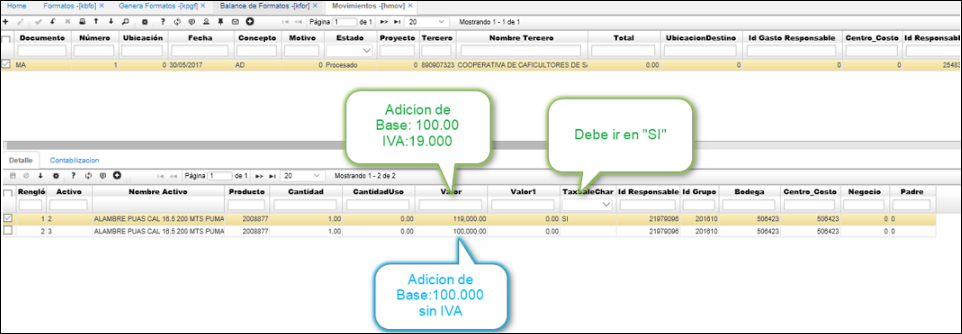 Home Formatos -[kbfo] X Genera Formatos -[kpgf] X Balance de Formatos -[kfor] X Movimientos -[hmov] X
Página 1 de 1 20 Mostrando 1 - 1 de 1
Documento Número Ubicación Fecha Concepto Motivo Estado Proyecto Tercero Nombre Tercero Total UbicacionDestino Id Gasto Responsable Centro_Costo Id Responsabl
MA 1 0 30/05/2017 AD 0 Procesado 0 890907323 COOPERATIVA DE CAFICULTORES DE S 0.00 0 0 0 25483
Adicion de
Base: 100.00
IVA:19.000
Debe ir en "SI"
Detalle Contabilizacion
Página 1 de 1 20 Mostrando 1 - 2 de 2
Rengló Activo Nombre Activo Producto Cantidad CantidadUso Valor Valor1 TaxSaleChar Id Responsable Id Grupo Bodega Centro_Costo Negocio Padre
1 2 ALAMBRE PUAS CAL 16.5 200 MTS PUMA 2008877 1.00 0.00 119,000.00 0.00 SI 21979096 201610 506423 506423 0 0
2 3 ALAMBRE PUAS CAL 16.5 200 MTS PUMA 2008877 1.00 0.00 100,000.00 0.00 21979096 201610 506423 506423 0 0
Adicion de
Base:100.000
sin IVA